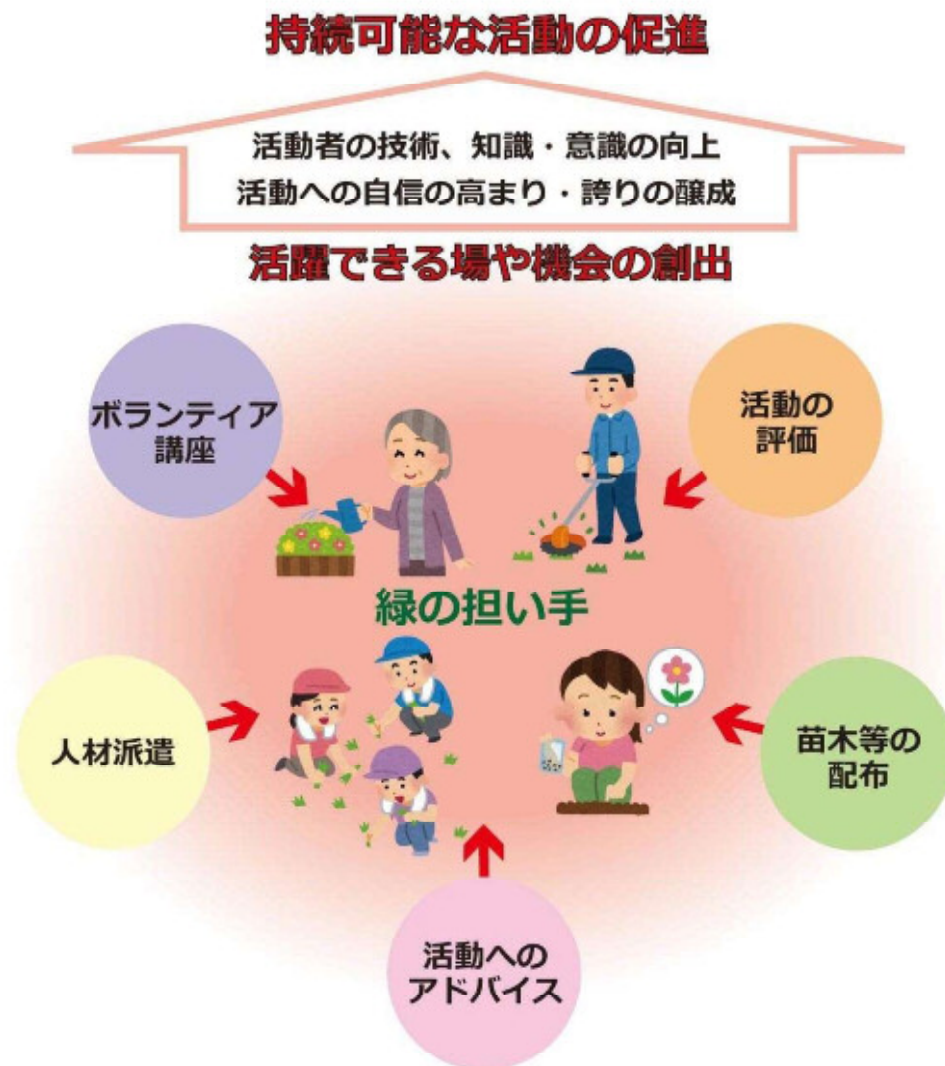 持続可能な活動の促進
活動者の技術、知識・意識の向上
活動への自信の高まり・誇りの醸成
活躍できる場や機会の創出
ボランティア
講座
活動の
評価
緑の担い手
人材派遣
苗木等の
配布
活動への
アドバイス